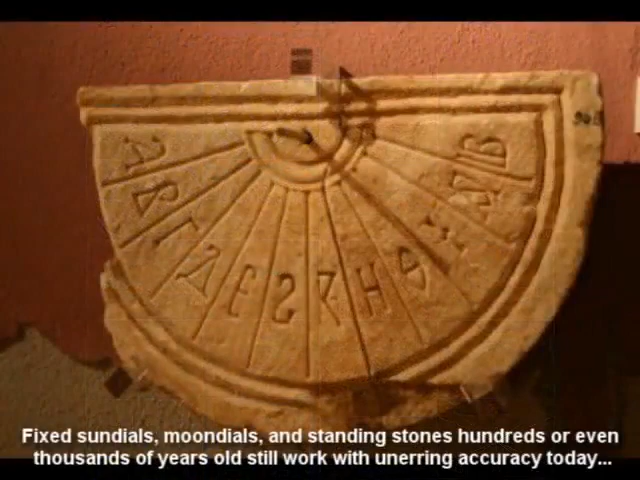 Α Β Γ Δ Ε Ϛ Ζ Η Θ
Fixed sundials, moondials, and standing stones hundreds or even
thousands of years old still work with unerring accuracy today...